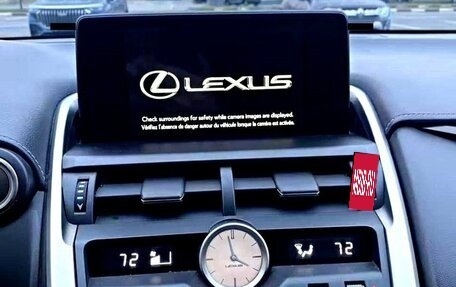 LEXUS
Check surroundings for safety while camera images are displayed.
Vérifiez l'absence de danger autour du véhicule lorsque la caméra est activée.
72
72
LEXUS